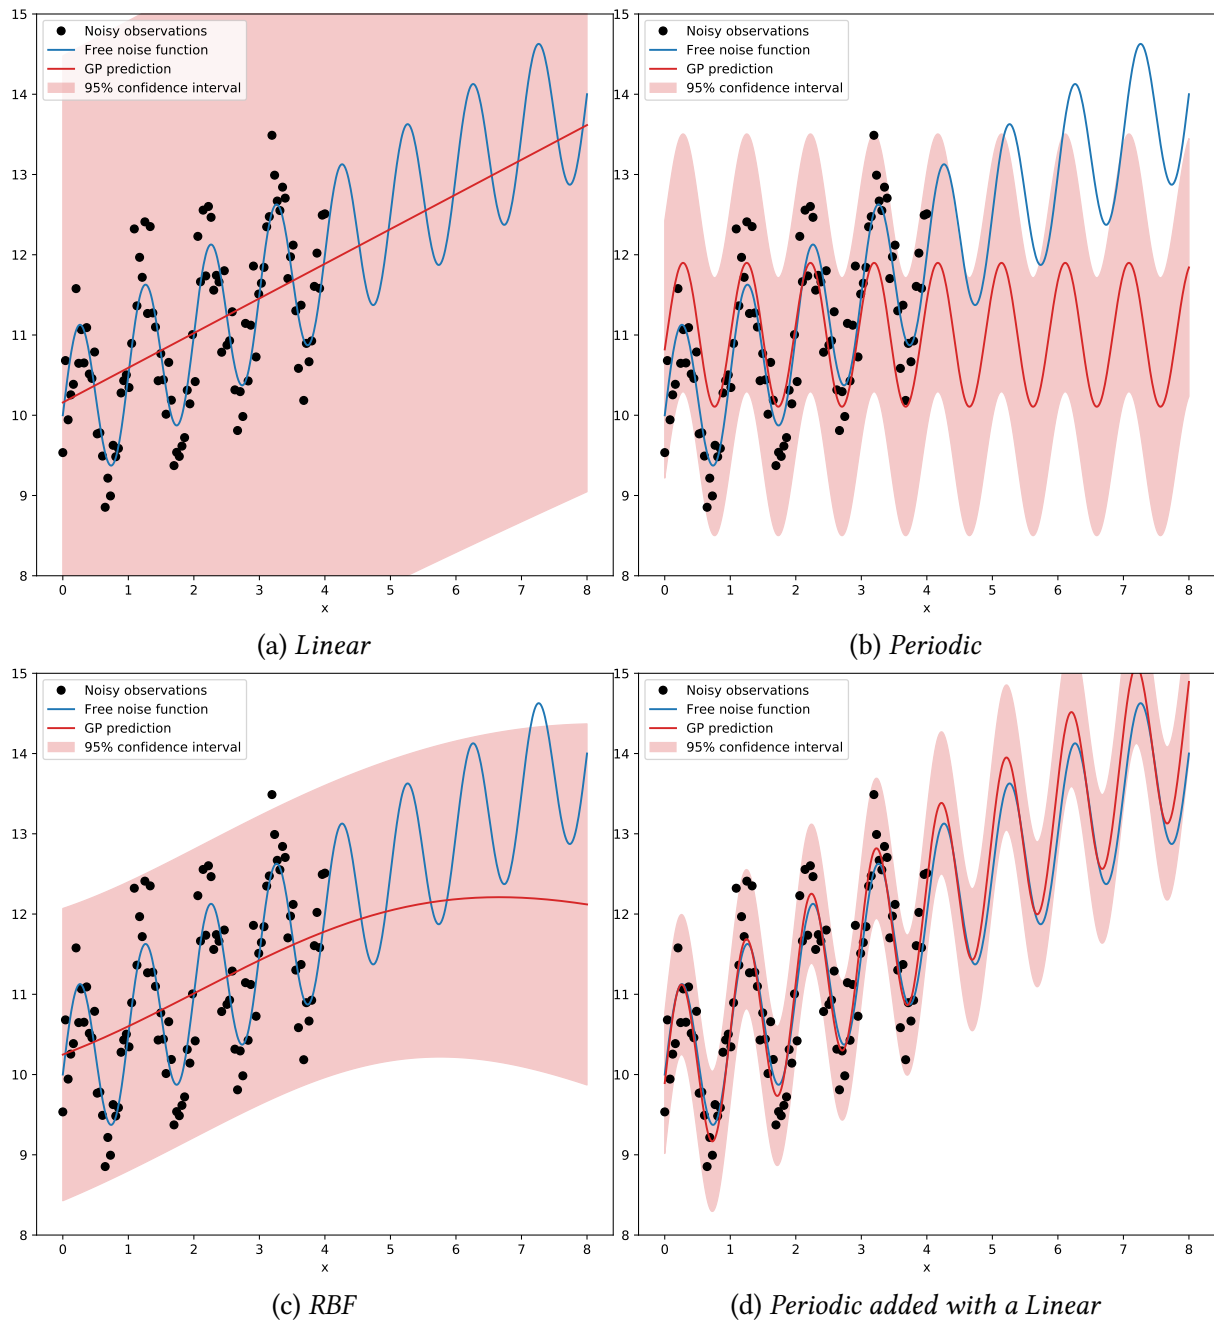 15
14
13
12
11
10
9
8
0 1 2 3 4 5 6 7 8
x
Noisy observations
Free noise function
GP prediction
95% confidence interval
(a) Linear
15
14
13
12
11
10
9
8
0 1 2 3 4 5 6 7 8
x
Noisy observations
Free noise function
GP prediction
95% confidence interval
(b) Periodic
15
14
13
12
11
10
9
8
0 1 2 3 4 5 6 7 8
x
Noisy observations
Free noise function
GP prediction
95% confidence interval
(c) RBF
15
14
13
12
11
10
9
8
0 1 2 3 4 5 6 7 8
x
Noisy observations
Free noise function
GP prediction
95% confidence interval
(d) Periodic added with a Linear